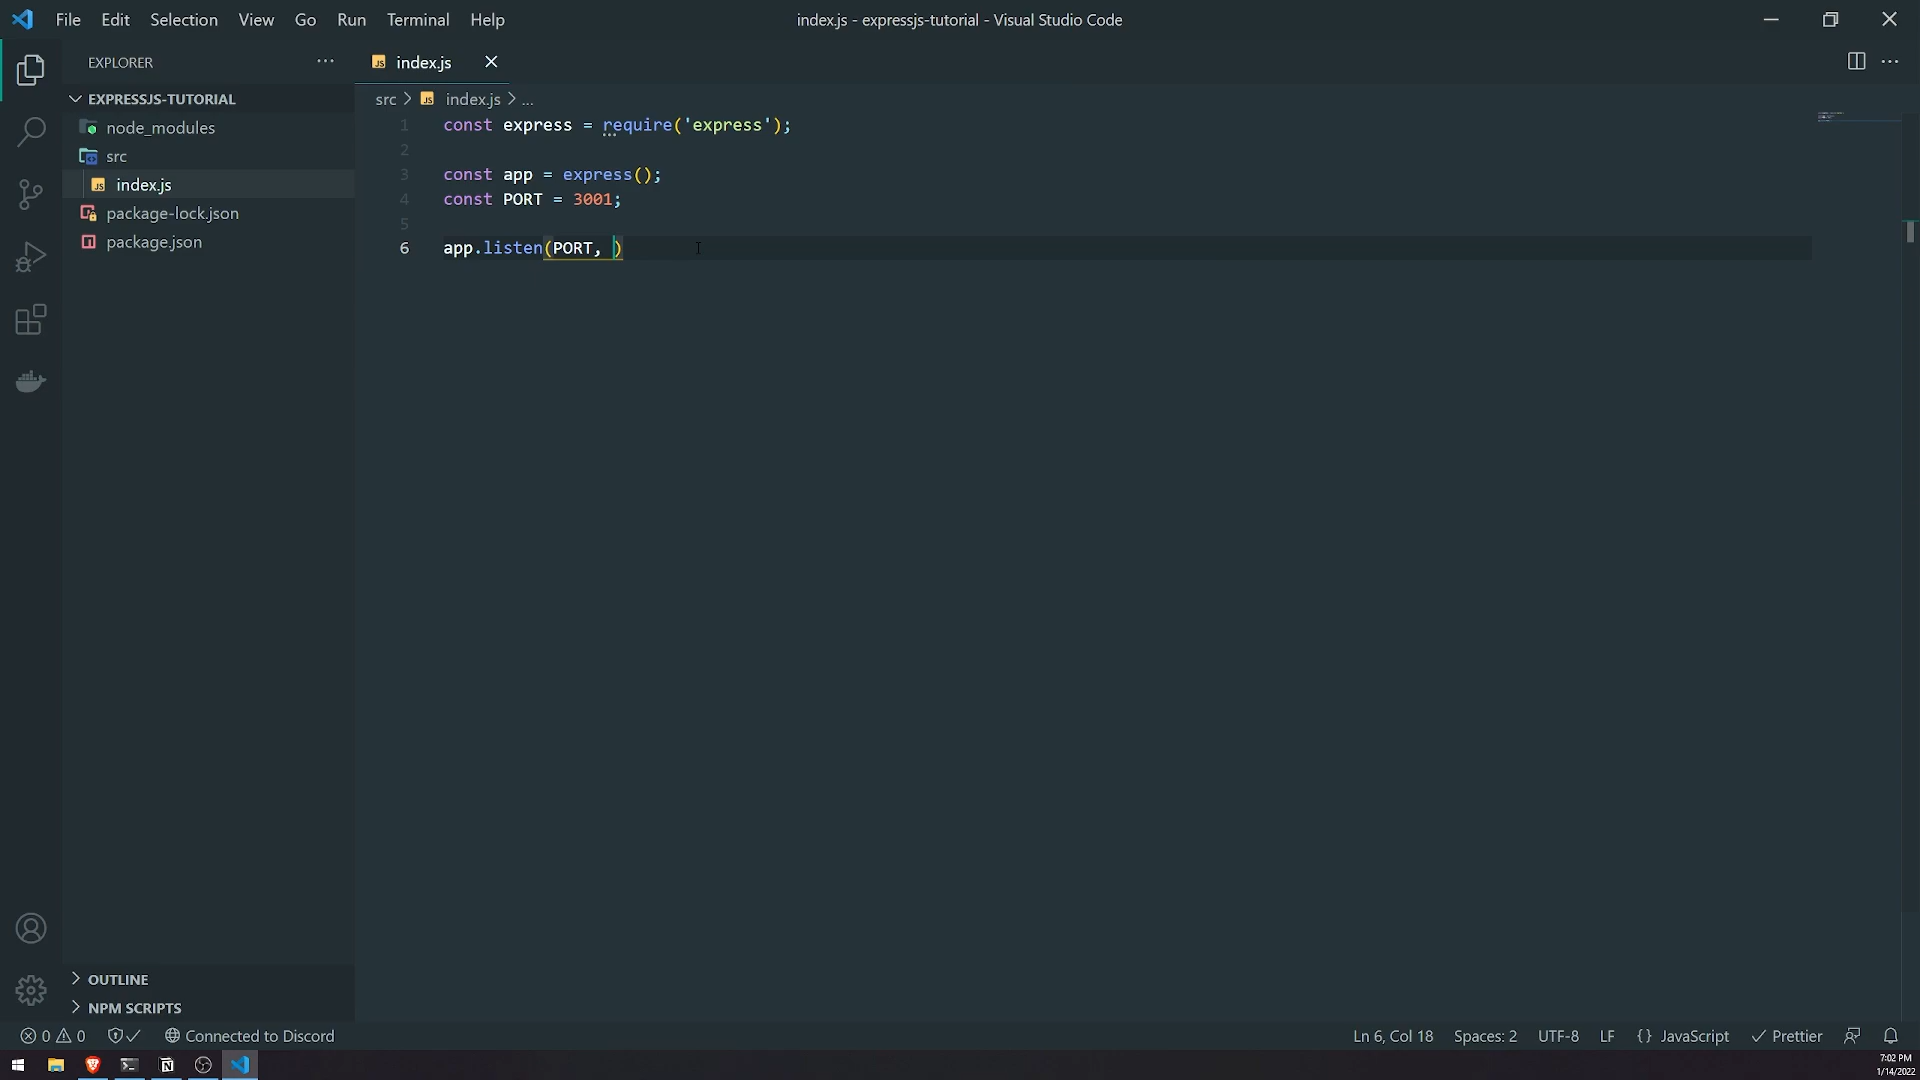 File Edit Selection View Go Run Terminal Help
index.js - expressjs-tutorial - Visual Studio Code
EXPLORER
EXPRESSJS-TUTORIAL
node_modules
src
JS index.js
package-lock.json
package.json
OUTLINE
NPM SCRIPTS
JS index.js
src > JS index.js > ...
1 const express = require('express');
2
3 const app = express();
4 const PORT = 3001;
5
6 app.listen(PORT, )
0 0 Connected to Discord
Ln 6, Col 18 Spaces: 2 UTF-8 LF {} JavaScript Prettier
7:02 PM
1/14/2022